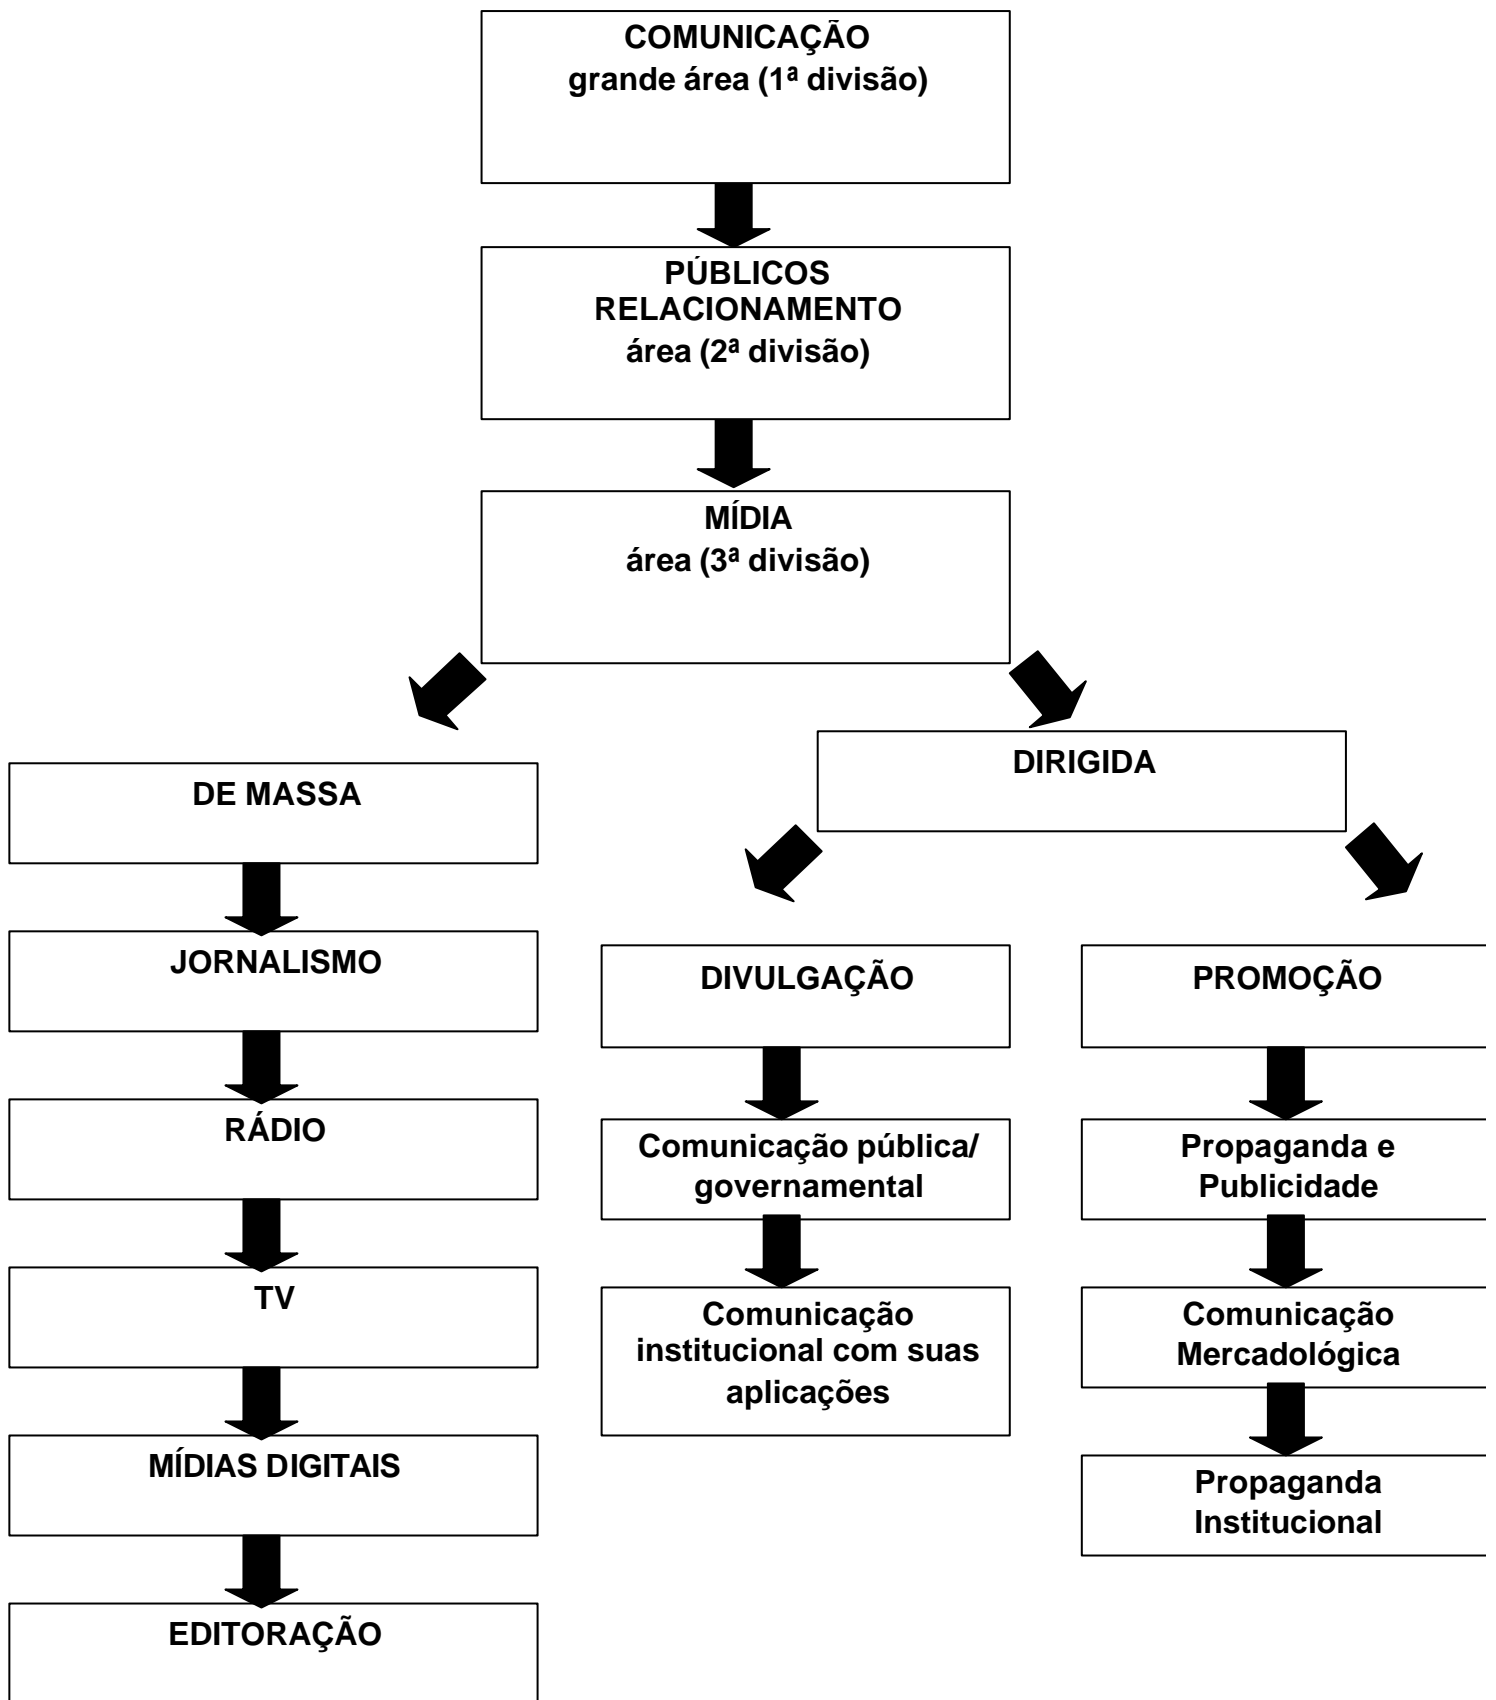 COMUNICAÇÃO
grande área (1ª divisão)
PÚBLICOS
RELACIONAMENTO
área (2ª divisão)
MÍDIA
área (3ª divisão)
DIRIGIDA
DE MASSA
JORNALISMO
RÁDIO
TV
MÍDIAS DIGITAIS
EDITORAÇÃO
DIVULGAÇÃO
Comunicação pública/
governamental
Comunicação
institucional com suas
aplicações
PROMOÇÃO
Propaganda e
Publicidade
Comunicação
Mercadológica
Propaganda
Institucional